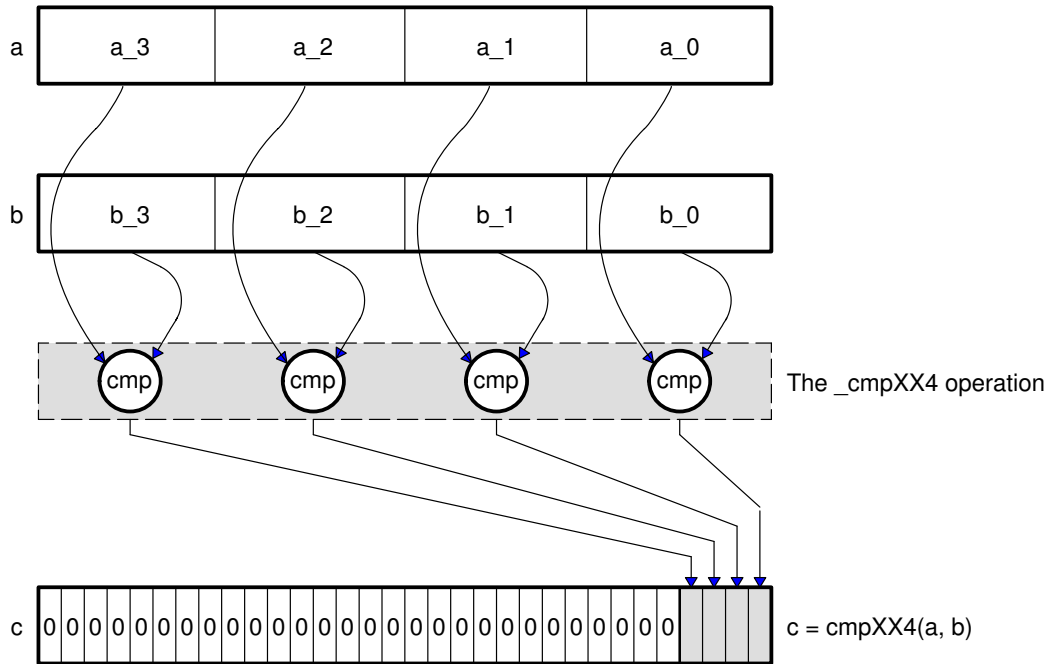 a a_3 a_2 a_1 a_0
b b_3 b_2 b_1 b_0
cmp cmp cmp cmp The _cmpXX4 operation
c 0 0 0 0 0 0 0 0 0 0 0 0 0 0 0 0 0 0 0 0 0 0 0 0 0 0 0 0 c = cmpXX4(a, b)